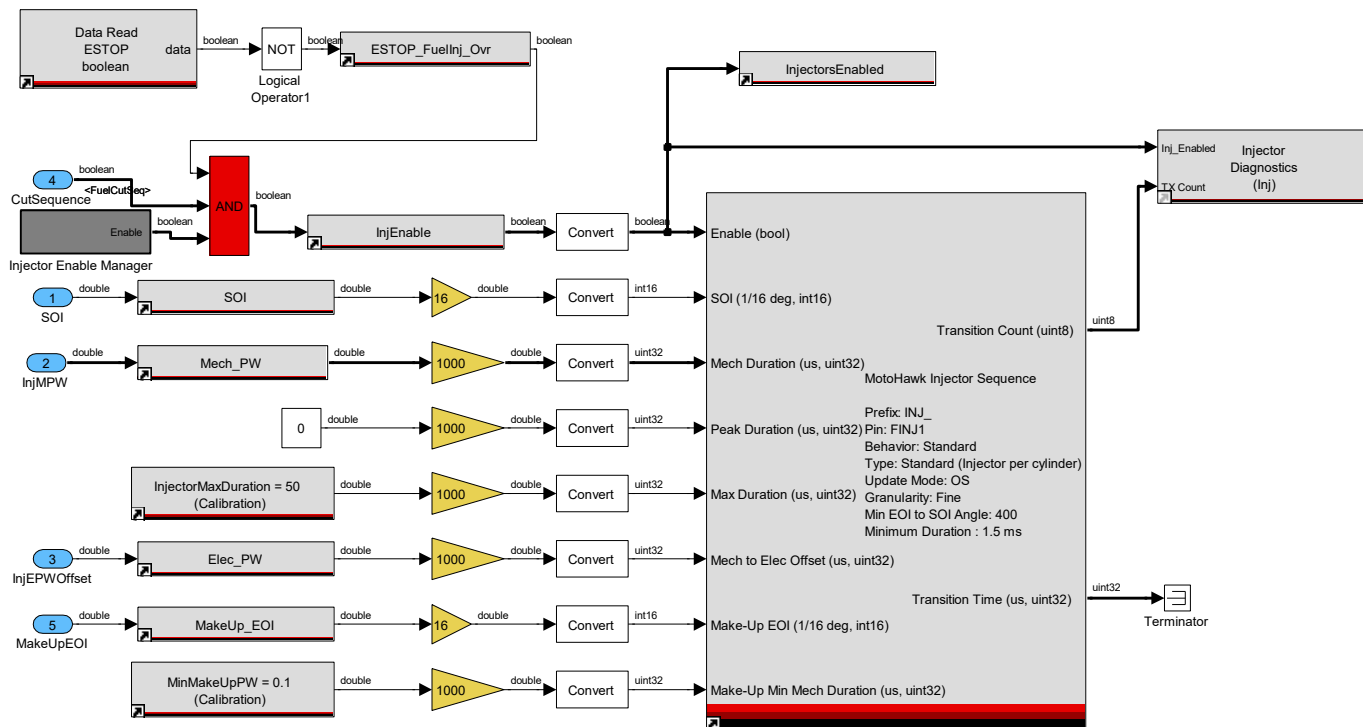 Data Read
ESTOP
boolean
data
boolean
NOT
Logical
Operator1
boolean
ESTOP_FuelInj_Ovr
boolean
InjectorsEnabled
Inj_Enabled
TX Count
Injector
Diagnostics
(Inj)
4
CutSequence
boolean
<FuelCutSeq>
Enable
Injector Enable Manager
boolean
AND
boolean
InjEnable
boolean
Convert
boolean
Enable (bool)
1
SOI
double
SOI
double
16
double
Convert
int16
SOI (1/16 deg, int16)
Transition Count (uint8)
uint8
2
InjMPW
double
Mech_PW
double
1000
double
Convert
uint32
Mech Duration (us, uint32)
MotoHawk Injector Sequence
0
double
1000
double
Convert
uint32
Peak Duration (us, uint32)
Prefix: INJ_
Pin: FINJ1
Behavior: Standard
Type: Standard (Injector per cylinder)
Update Mode: OS
Granularity: Fine
Min EOI to SOI Angle: 400
Minimum Duration : 1.5 ms
InjectorMaxDuration = 50
(Calibration)
double
1000
double
Convert
uint32
Max Duration (us, uint32)
3
InjEPWOffset
double
Elec_PW
double
1000
double
Convert
uint32
Mech to Elec Offset (us, uint32)
Transition Time (us, uint32)
uint32
Terminator
5
MakeUpEOI
double
MakeUp_EOI
double
16
double
Convert
int16
Make-Up EOI (1/16 deg, int16)
MinMakeUpPW = 0.1
(Calibration)
double
1000
double
Convert
uint32
Make-Up Min Mech Duration (us, uint32)